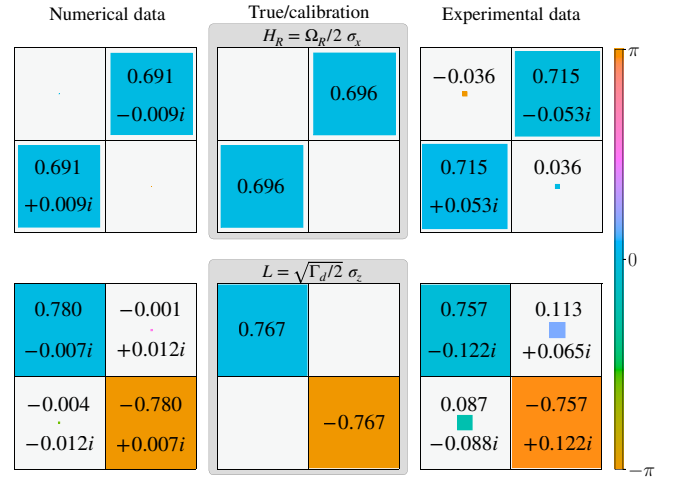 Numerical data
True/calibration
Experimental data
H_R = Ω_R/2 σ_x
0.691
−0.009i
0.691
+0.009i
0.696
0.696
−0.036
0.715
−0.053i
0.715
+0.053i
0.036
π
0
−π
L = √Γ_d/2 σ_z
0.780
−0.007i
−0.001
+0.012i
−0.004
−0.012i
−0.780
+0.007i
0.767
−0.767
0.757
−0.122i
0.113
+0.065i
0.087
−0.088i
−0.757
+0.122i